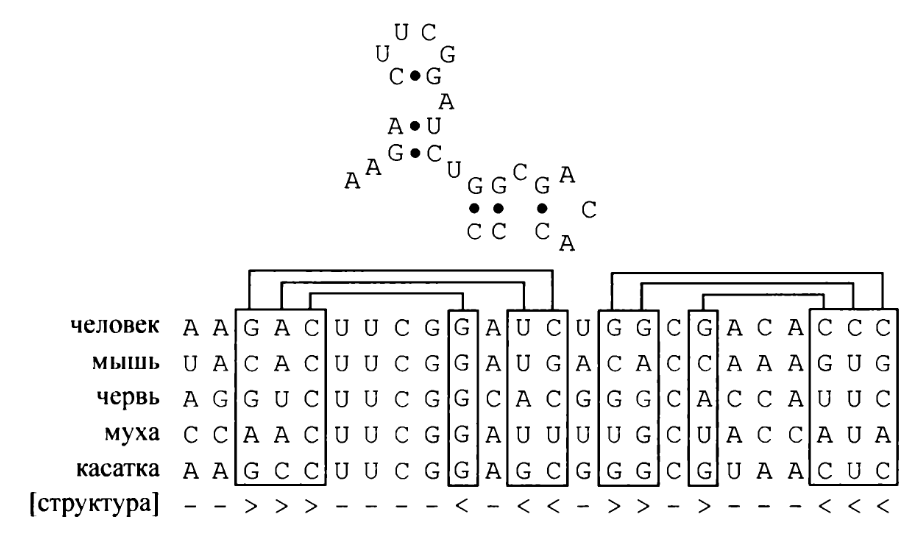 U C
U G
C•G
A
A•U
G•C
A A U
G G C G A
• • • C
C C C A
человек A A G A C U U C G G A U C U G G C G A C A C C C
мышь U A C A C U U C G G A U G A C A C C A A A G U G
червь A G G U C U U C G G C A C G G G C A C C A U U C
муха C C A A C U U C G G A U U U U G C U A C C A U A
касатка A A G C C U U C G G A G C G G G C G U A A C U C
[структура] - - > > > - - - - < - < < - > > - > - - - < < <